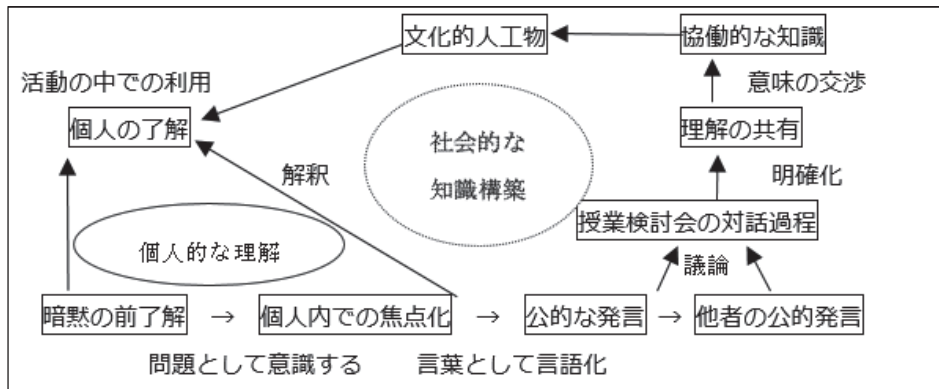 文化的人工物
協働的な知識
活動の中での利用
意味の交渉
個人の了解
理解の共有
社会的な
知識構築
解釈
明確化
授業検討会の対話過程
個人的な理解
議論
暗黙の前了解 → 個人内での焦点化 → 公的な発言 → 他者の公的発言
問題として意識する
言葉として言語化